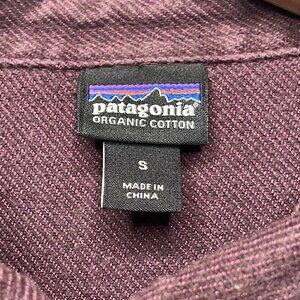 patagonia
ORGANIC COTTON
S
MADE IN
CHINA